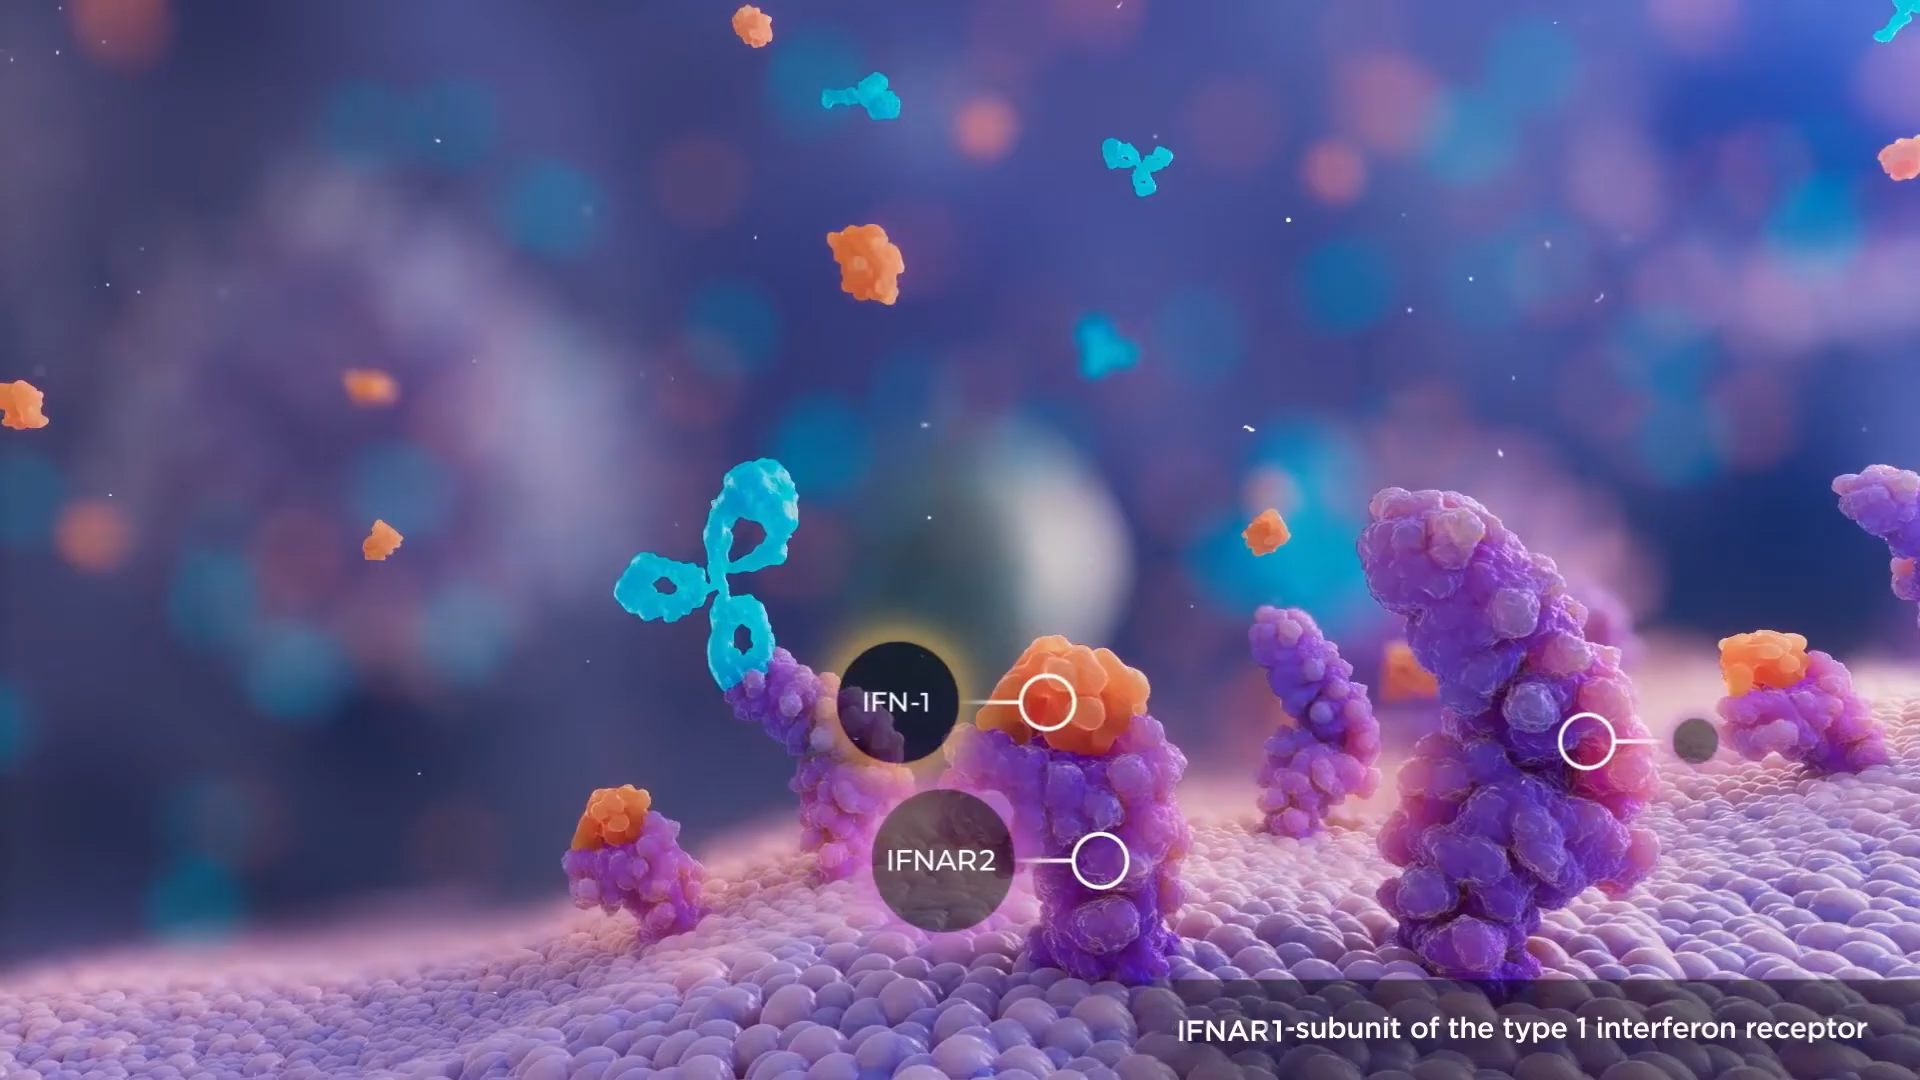 IFN-1
IFNAR2
IFNAR1-subunit of the type 1 interferon receptor